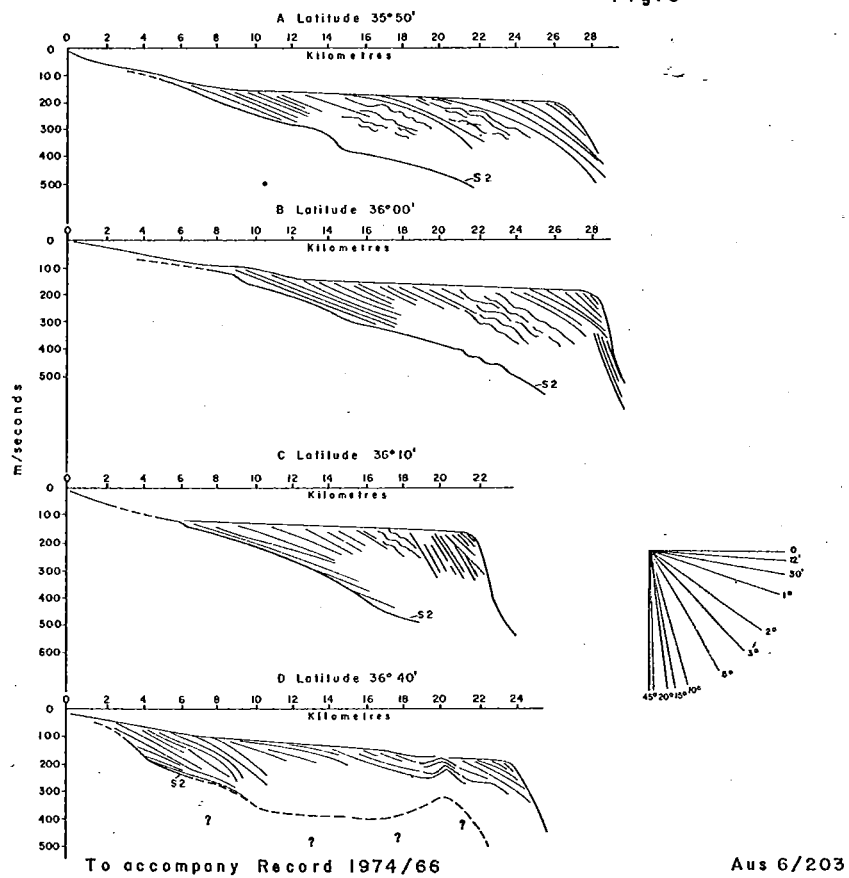 A Latitude 35°50'
0 2 4 6 8 10 12 14 16 18 20 22 24 26 28
Kilometres
0
100
200
300
400
500
S2
B Latitude 36°00'
0 2 4 6 8 10 12 14 16 18 20 22 24 26 28
Kilometres
0
100
200
300
400
500
S2
m/seconds
C Latitude 36°10'
0 2 4 6 8 10 12 14 16 18 20 22
Kilometres
0
100
200
300
400
500
600
S2
0
12'
30'
1°
2°
3°
5°
45° 20° 15° 10°
D Latitude 36°40'
0 2 4 6 8 10 12 14 16 18 20 22 24
Kilometres
0
100
200
300
400
500
S2
? ? ? ?
To accompany Record 1974/66
Aus 6/203